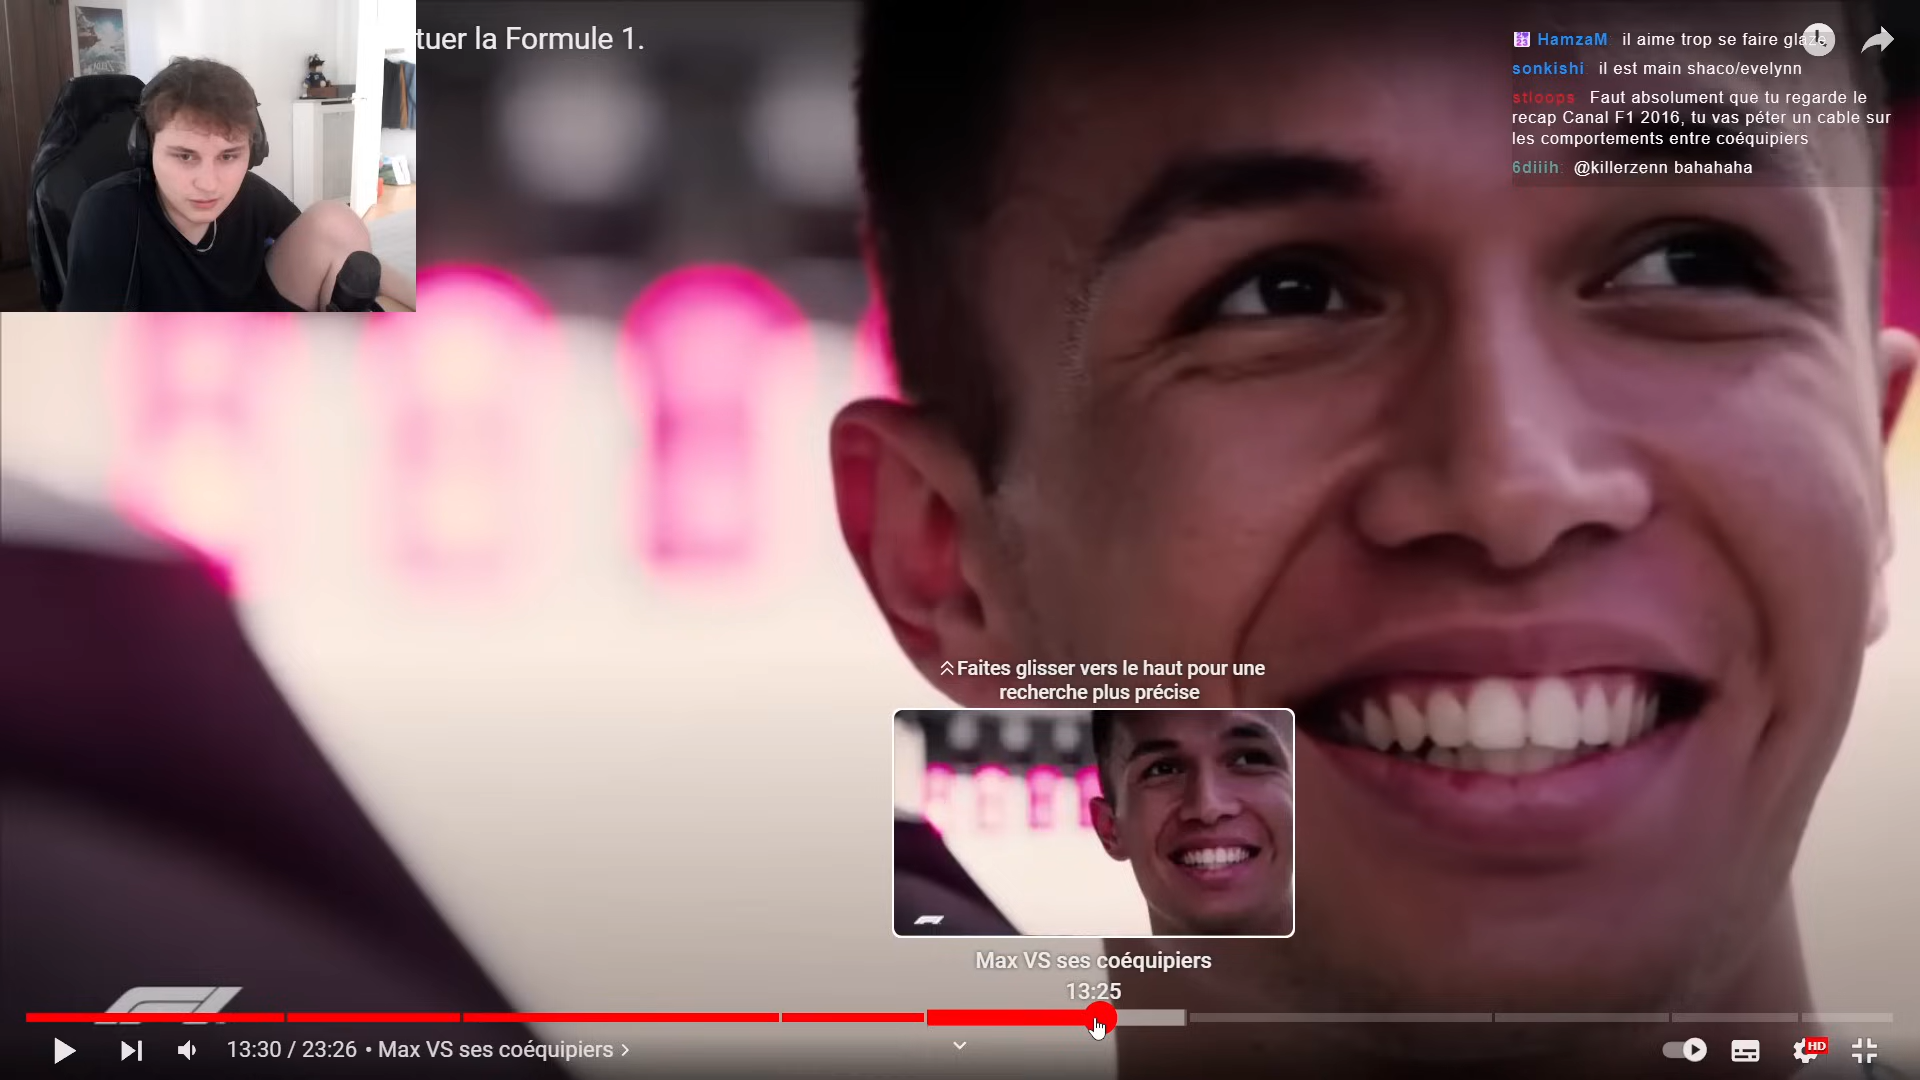 tuer la Formule 1.
HamzaM il aime trop se faire glaze
sonkishi il est main shaco/evelynn
stloops Faut absolument que tu regarde le
recap Canal F1 2016, tu vas péter un cable sur
les comportements entre coéquipiers
6diiih: @killerzenn bahahaha
Faites glisser vers le haut pour une
recherche plus précise
Max VS ses coéquipiers
13:25
13:30 / 23:26 • Max VS ses coéquipiers >
HD